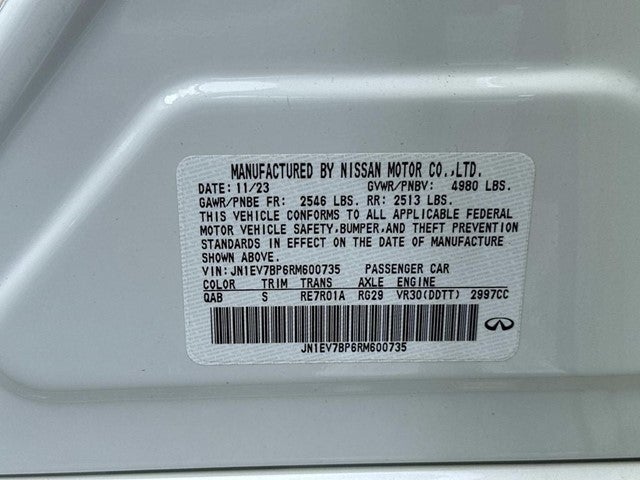 MANUFACTURED BY NISSAN MOTOR CO.,LTD.
DATE: 11/23 GVWR/PNBV: 4980 LBS.
GAWR/PNBE FR: 2546 LBS. RR: 2513 LBS.
THIS VEHICLE CONFORMS TO ALL APPLICABLE FEDERAL
MOTOR VEHICLE SAFETY,BUMPER,AND THEFT PREVENTION
STANDARDS IN EFFECT ON THE DATE OF MANUFACTURE
SHOWN ABOVE.
VIN: JN1EV7BP6RM600735 PASSENGER CAR
COLOR TRIM TRANS AXLE ENGINE
QAB S RE7R01A RG29 VR30(DDTT) 2997CC
JN1EV7BP6RM600735